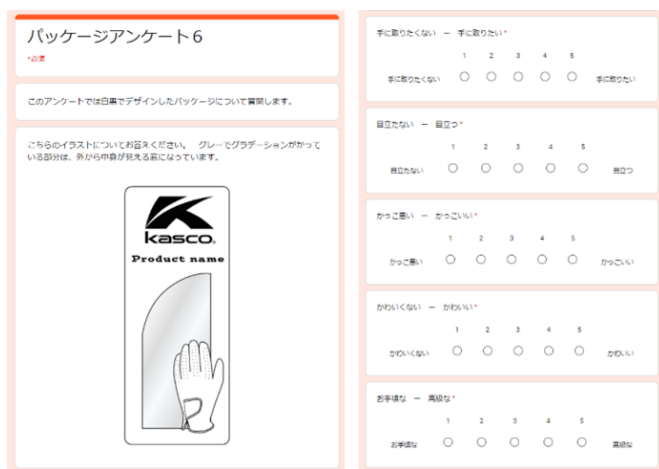 パッケージアンケート６
*必須
このアンケートでは白黒でデザインしたパッケージについて質問します。
こちらのイラストについてお答えください。　グレーでグラデーションがかって
いる部分は、外から中身が見える窓になっています。
kasco.
Product name
手に取りたくない　ー　手に取りたい *
1 2 3 4 5
手に取りたくない 手に取りたい
目立たない　ー　目立つ *
1 2 3 4 5
目立たない 目立つ
かっこ悪い　ー　かっこいい *
1 2 3 4 5
かっこ悪い かっこいい
かわいくない　ー　かわいい *
1 2 3 4 5
かわいくない かわいい
お手頃な　ー　高級な *
1 2 3 4 5
お手頃な 高級な